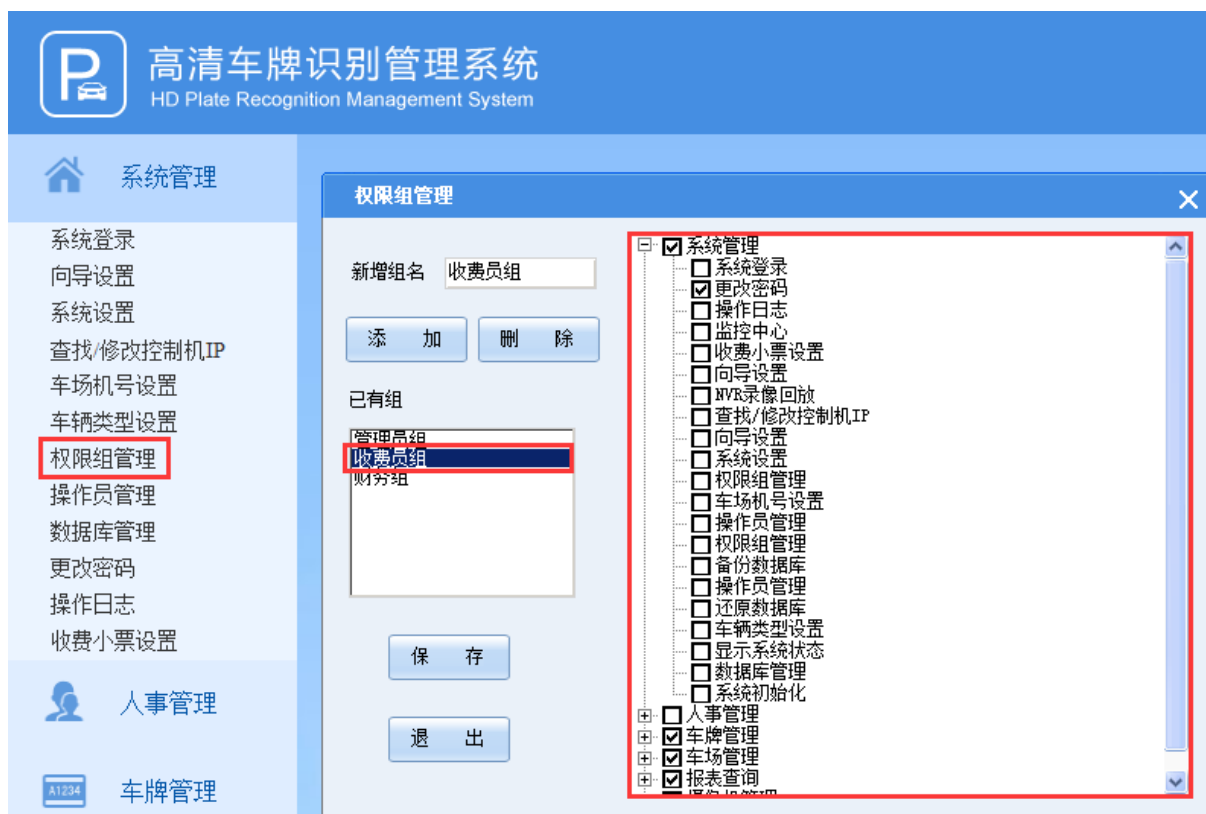 P
高清车牌识别管理系统
HD Plate Recognition Management System
系统管理
系统登录
向导设置
系统设置
查找/修改控制机IP
车场机号设置
车辆类型设置
权限组管理
操作员管理
数据库管理
更改密码
操作日志
收费小票设置
人事管理
A1234
车牌管理
权限组管理
新增组名
收费员组
添 加
删 除
已有组
管理员组
收费员组
财务组
保 存
退 出
系统管理
系统登录
更改密码
操作日志
监控中心
收费小票设置
向导设置
NVR录像回放
查找/修改控制机IP
向导设置
系统设置
权限组管理
车场机号设置
操作员管理
权限组管理
备份数据库
操作员管理
还原数据库
车辆类型设置
显示系统状态
数据库管理
系统初始化
人事管理
车牌管理
车场管理
报表查询